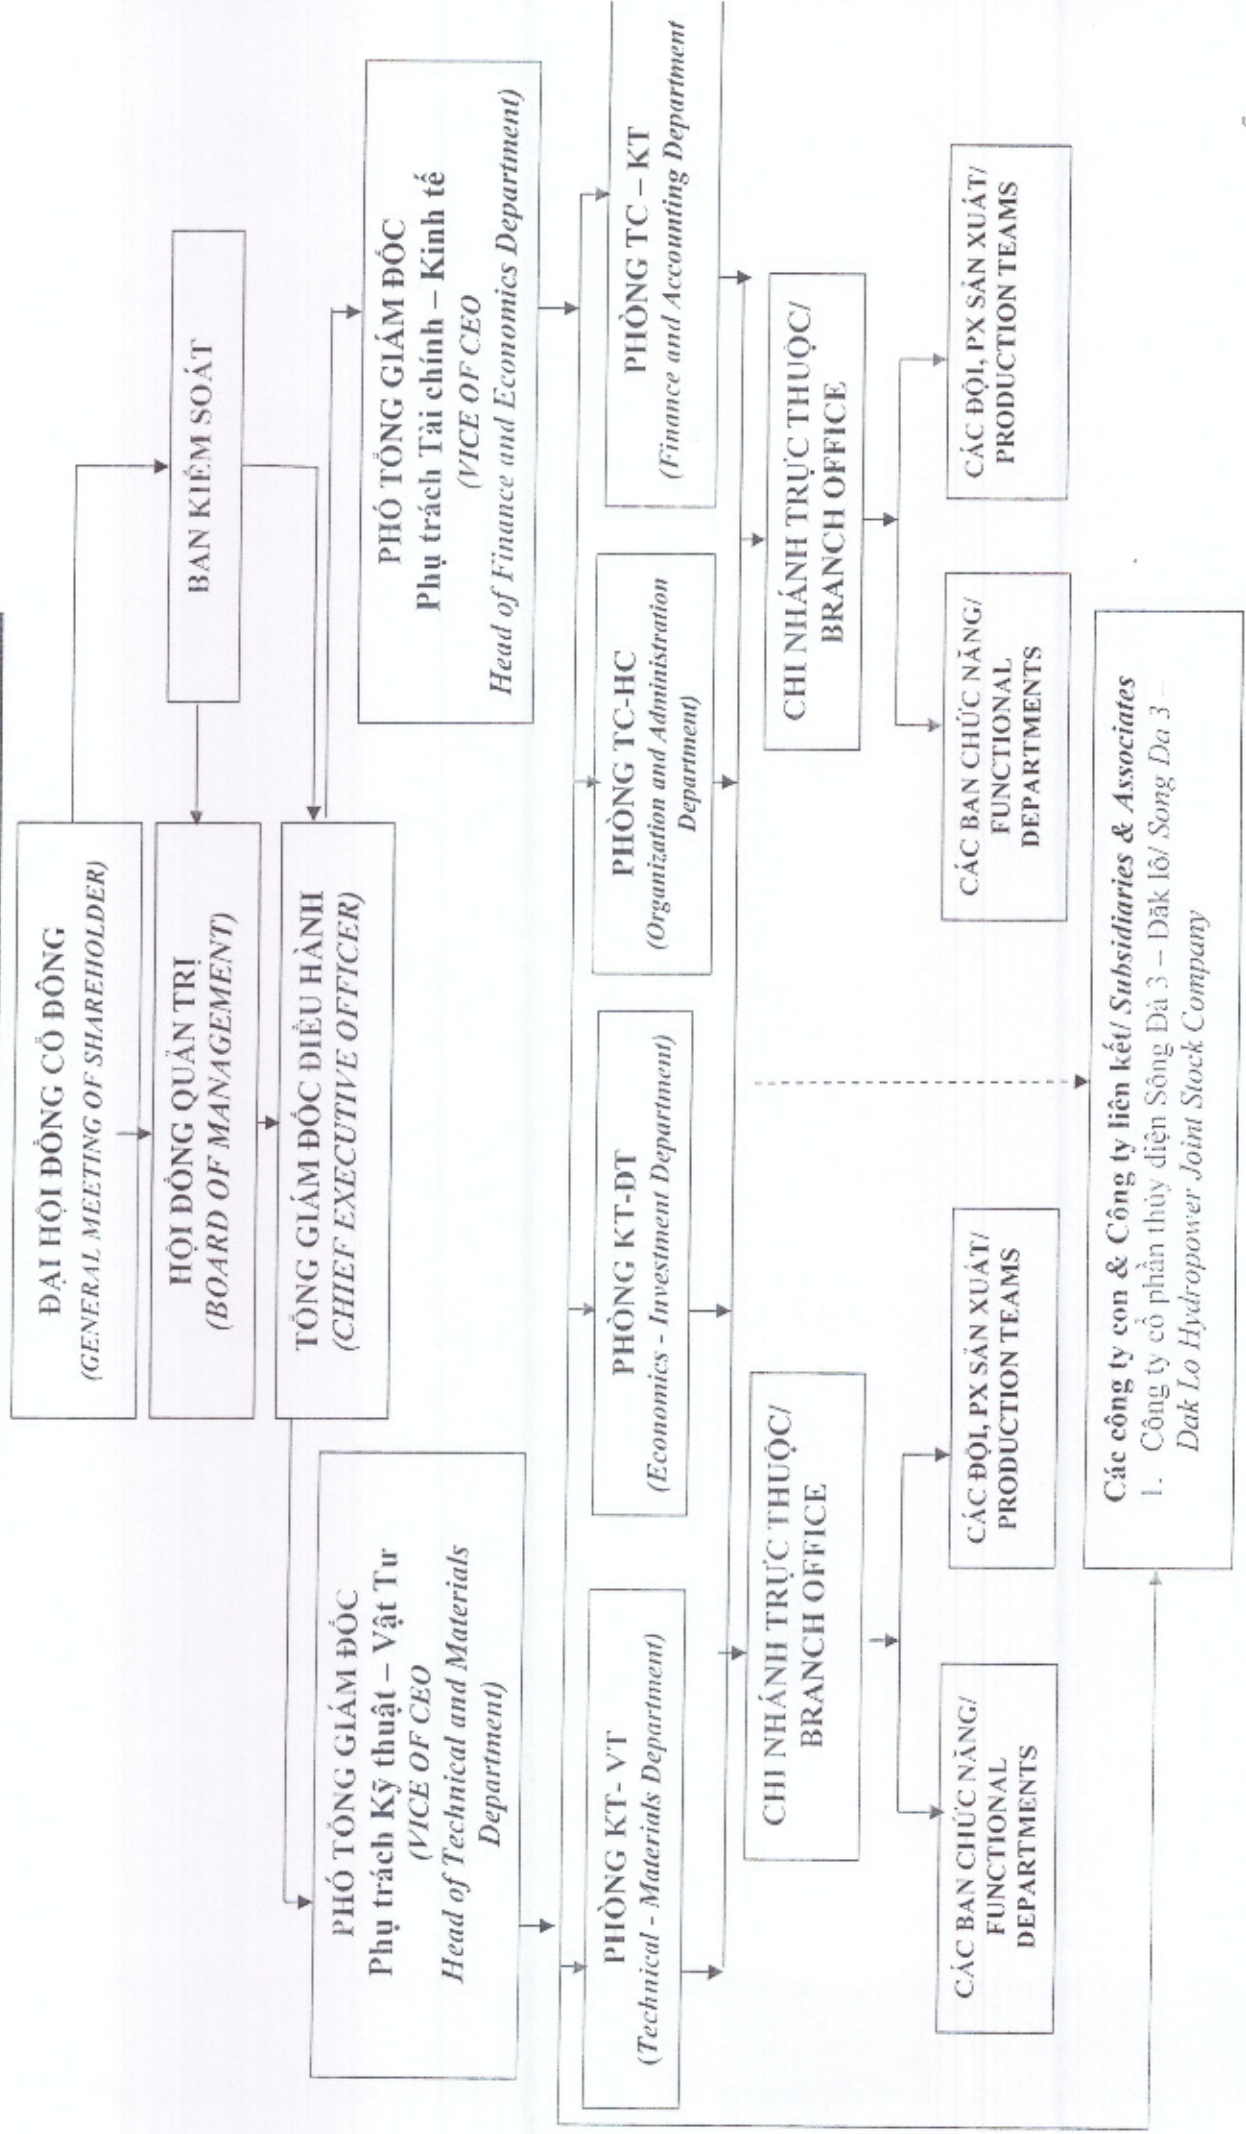 ĐẠI HỘI ĐỒNG CỔ ĐÔNG
(GENERAL MEETING OF SHAREHOLDER)
BAN KIỂM SOÁT
HỘI ĐỒNG QUẢN TRỊ
(BOARD OF MANAGEMENT)
TỔNG GIÁM ĐỐC ĐIỀU HÀNH
(CHIEF EXECUTIVE OFFICER)
PHÓ TỔNG GIÁM ĐỐC
Phụ trách Kỹ thuật – Vật Tư
(VICE OF CEO
Head of Technical and Materials
Department)
PHÓ TỔNG GIÁM ĐỐC
Phụ trách Tài chính – Kinh tế
(VICE OF CEO
Head of Finance and Economics Department)
PHÒNG KT- VT
(Technical - Materials Department)
PHÒNG KT-ĐT
(Economics - Investment Department)
PHÒNG TC-HC
(Organization and Administration
Department)
PHÒNG TC – KT
(Finance and Accounting Department
CHI NHÁNH TRỰC THUỘC/
BRANCH OFFICE
CHI NHÁNH TRỰC THUỘC/
BRANCH OFFICE
CÁC BAN CHỨC NĂNG/
FUNCTIONAL
DEPARTMENTS
CÁC ĐỘI, PX SẢN XUẤT/
PRODUCTION TEAMS
CÁC BAN CHỨC NĂNG/
FUNCTIONAL
DEPARTMENTS
CÁC ĐỘI, PX SẢN XUẤT/
PRODUCTION TEAMS
Các công ty con & Công ty liên kết/ Subsidiaries & Associates
1. Công ty cổ phần thủy điện Sông Đà 3 – Đăk lô/ Song Da 3 –
Dak Lo Hydropower Joint Stock Company